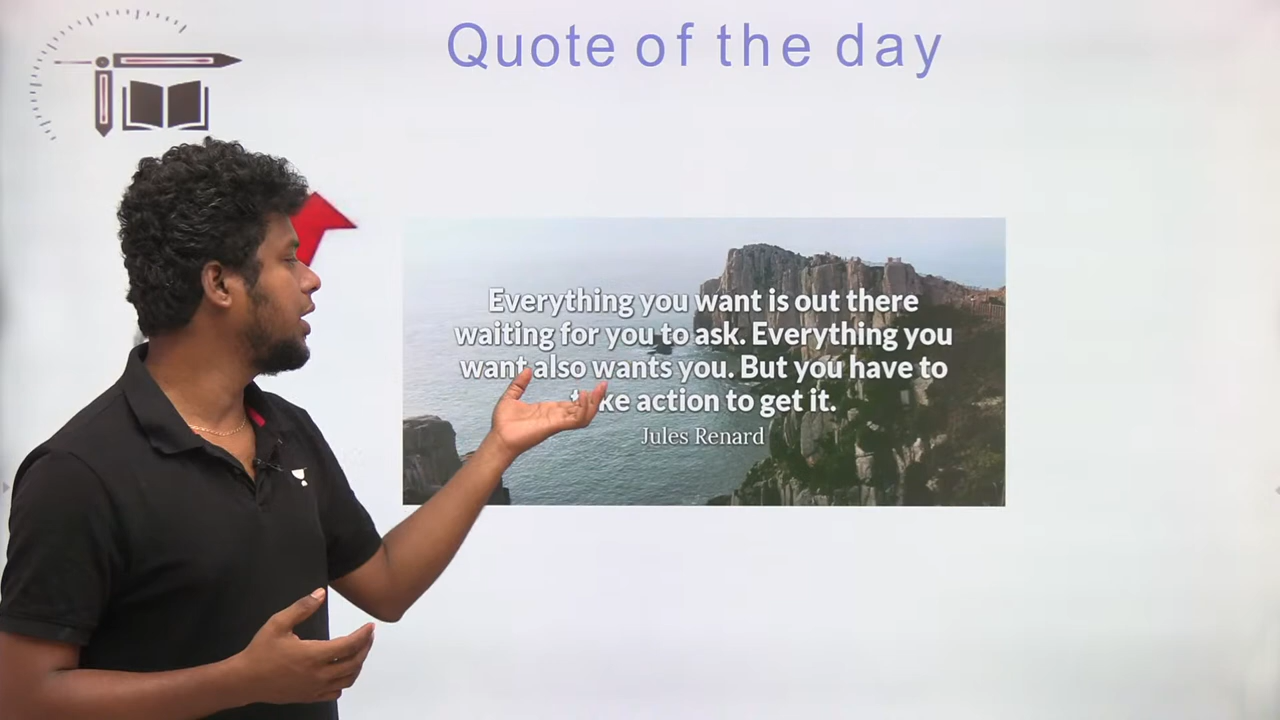 Quote of the day
Everything you want is out there
waiting for you to ask. Everything you
want also wants you. But you have to
action to get it.
Jules Renard